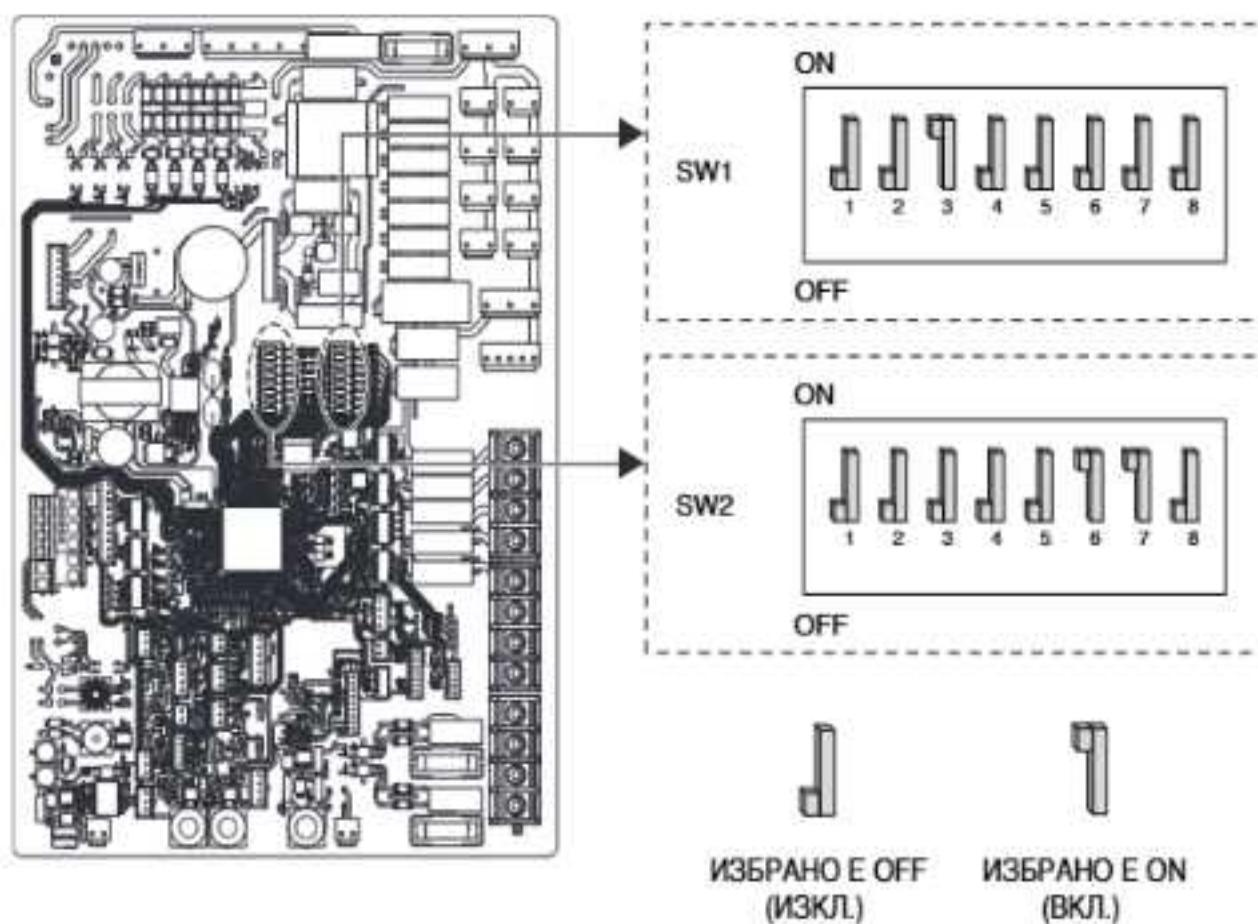 ON
SW1
1 2 3 4 5 6 7 8
OFF
ON
SW2
1 2 3 4 5 6 7 8
OFF
ИЗБРАНО Е OFF
(ИЗКЛ.)
ИЗБРАНО Е ON
(ВКЛ.)